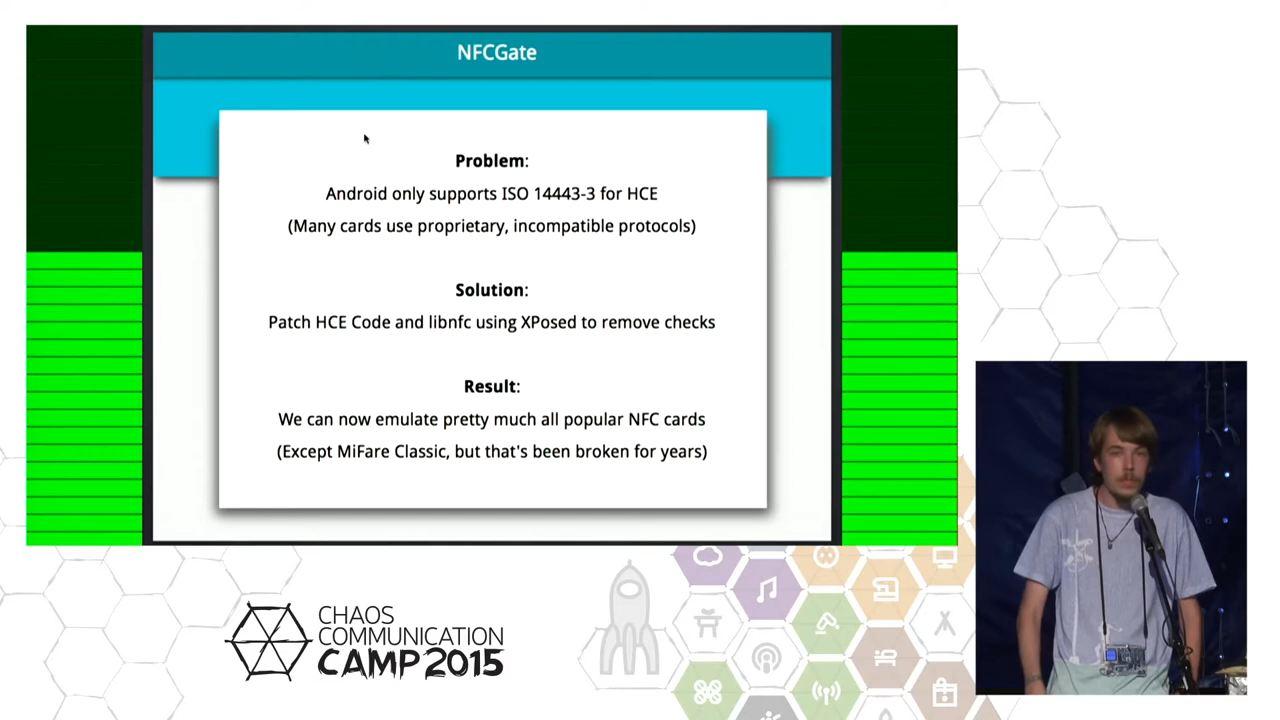 NFCGate
Problem:
Android only supports ISO 14443-3 for HCE
(Many cards use proprietary, incompatible protocols)
Solution:
Patch HCE Code and libnfc using XPosed to remove checks
Result:
We can now emulate pretty much all popular NFC cards
(Except MiFare Classic, but that's been broken for years)
CHAOS
COMMUNICATION
CAMP 2015